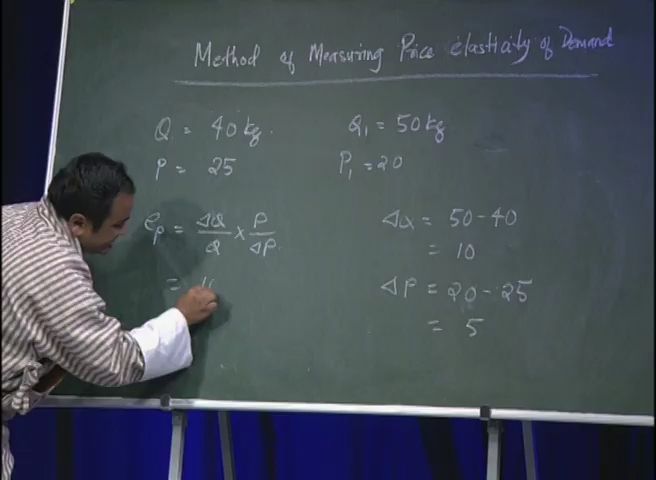 Method of Measuring Price elasticity of Demand
Q = 40 kg. Q₁ = 50 kg
P = 25 P₁ = 20
eₚ = ΔQ/Q × P/ΔP. ΔQ = 50 - 40
= 10
= 10 ΔP = 20 - 25
= 5